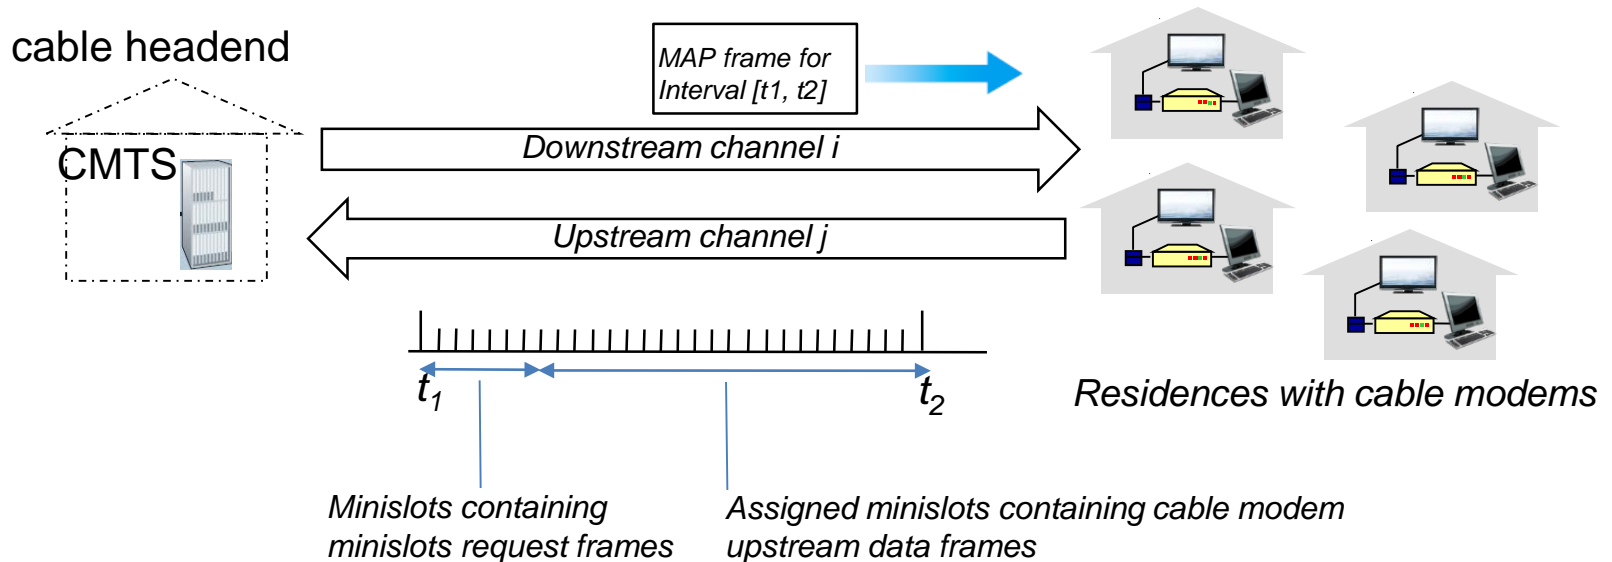 cable headend
MAP frame for
Interval [t1, t2]
CMTS
Downstream channel i
Upstream channel j
t1
t2
Residences with cable modems
Minislots containing
minislots request frames
Assigned minislots containing cable modem
upstream data frames